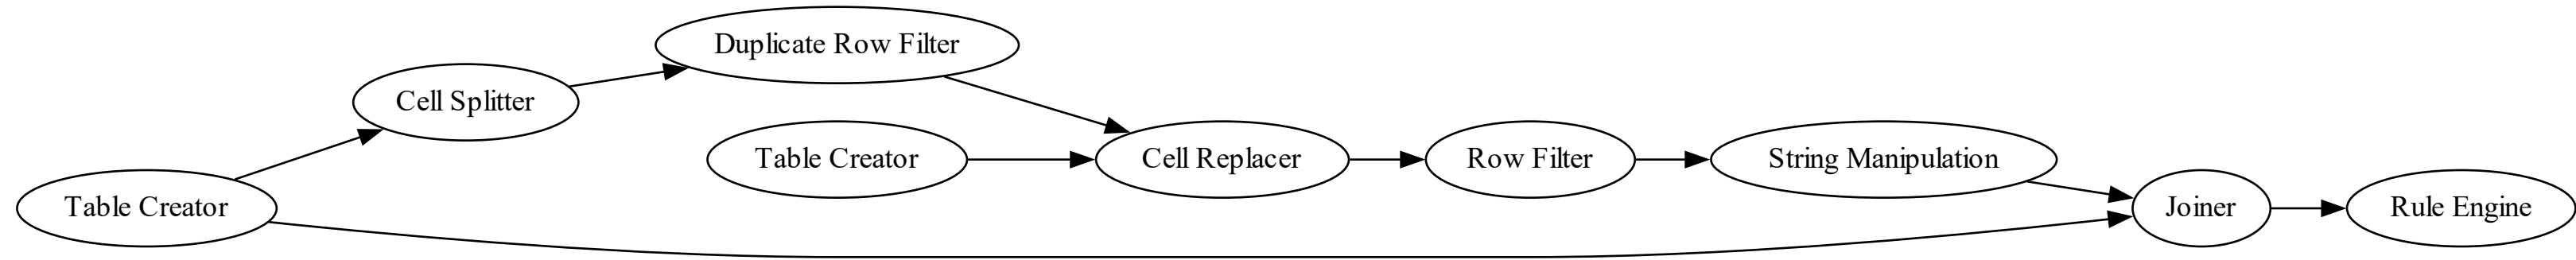 Duplicate Row Filter
Cell Splitter
Table Creator
Cell Replacer
Row Filter
String Manipulation
Table Creator
Joiner
Rule Engine